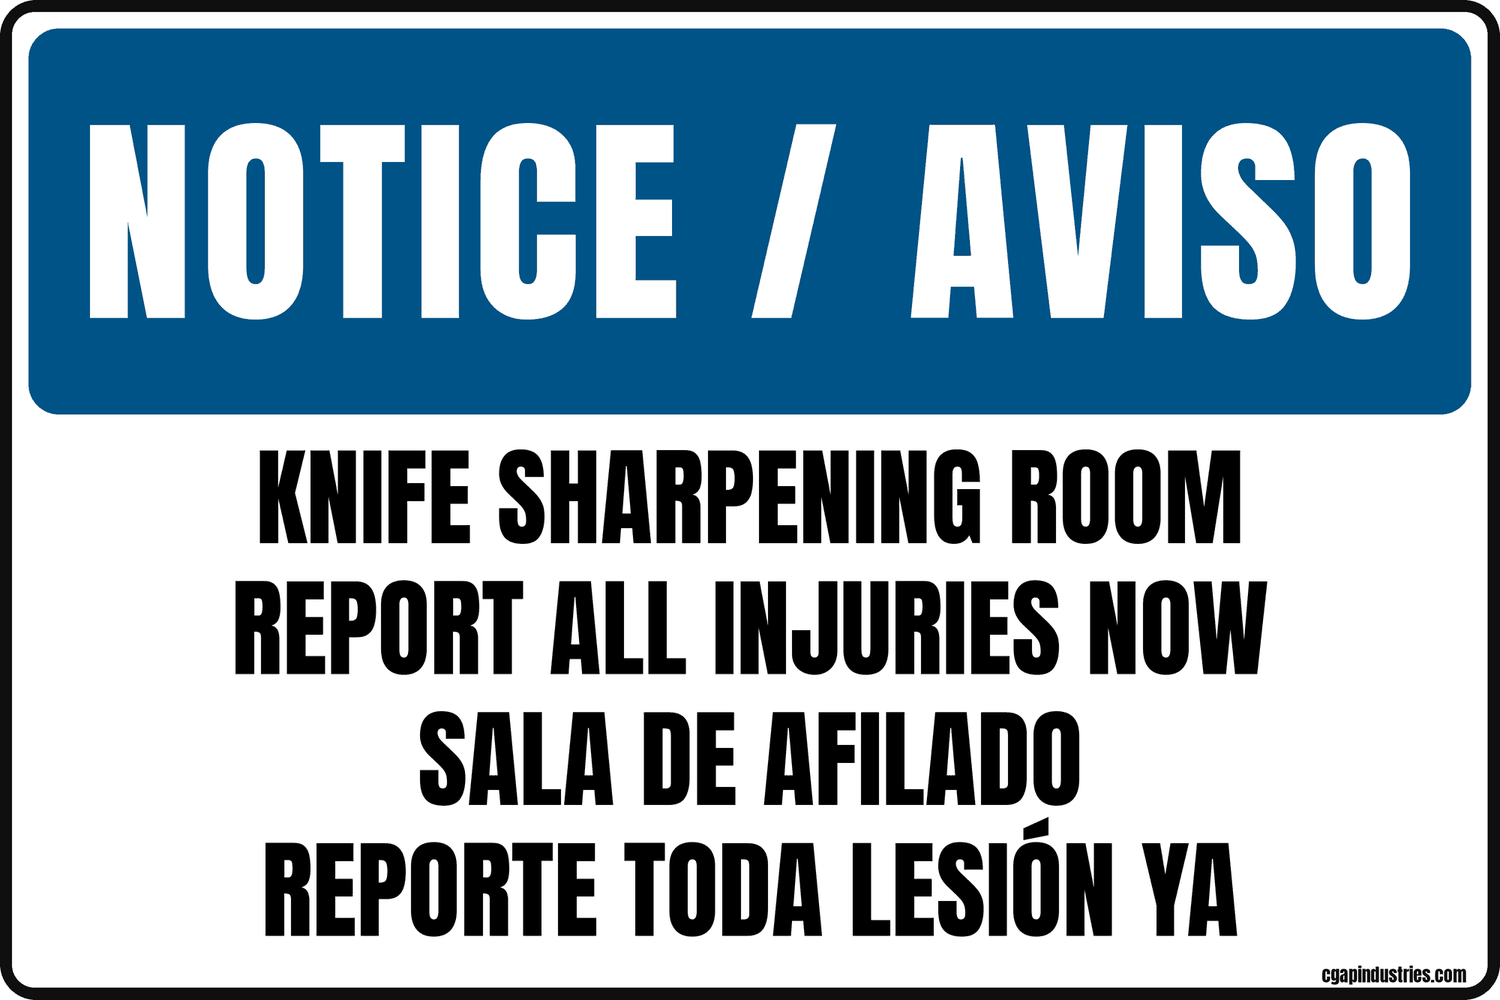 NOTICE / AVISO
KNIFE SHARPENING ROOM
REPORT ALL INJURIES NOW
SALA DE AFILADO
REPORTE TODA LESIÓN YA
cgapindustries.com